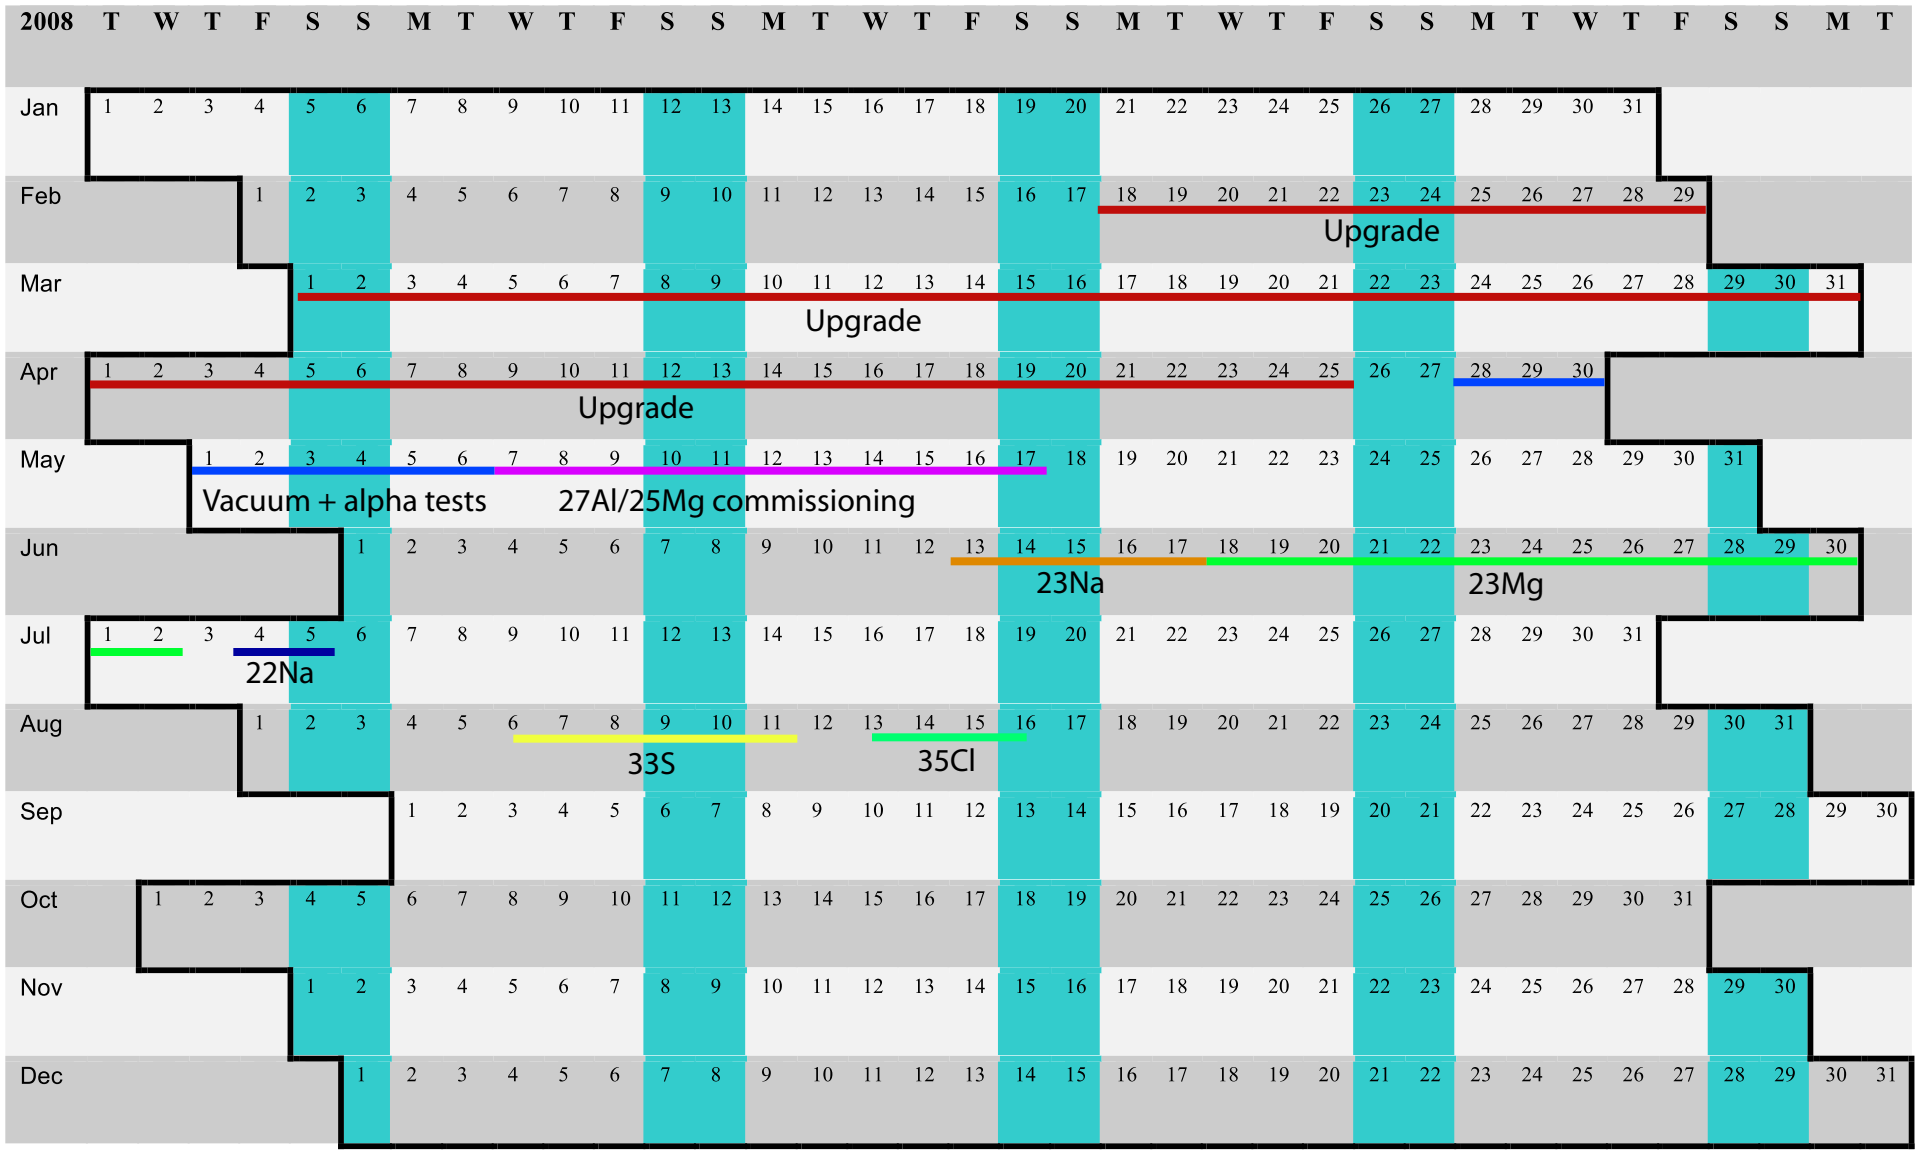 2008 T W T F S S M T W T F S S M T W T F S S M T W T F S S M T W T F S S M T
Jan 1 2 3 4 5 6 7 8 9 10 11 12 13 14 15 16 17 18 19 20 21 22 23 24 25 26 27 28 29 30 31
Feb 1 2 3 4 5 6 7 8 9 10 11 12 13 14 15 16 17 18 19 20 21 22 23 24 25 26 27 28 29
Upgrade
Mar 1 2 3 4 5 6 7 8 9 10 11 12 13 14 15 16 17 18 19 20 21 22 23 24 25 26 27 28 29 30 31
Upgrade
Apr 1 2 3 4 5 6 7 8 9 10 11 12 13 14 15 16 17 18 19 20 21 22 23 24 25 26 27 28 29 30
Upgrade
May 1 2 3 4 5 6 7 8 9 10 11 12 13 14 15 16 17 18 19 20 21 22 23 24 25 26 27 28 29 30 31
Vacuum + alpha tests 27Al/25Mg commissioning
Jun 1 2 3 4 5 6 7 8 9 10 11 12 13 14 15 16 17 18 19 20 21 22 23 24 25 26 27 28 29 30
23Na 23Mg
Jul 1 2 3 4 5 6 7 8 9 10 11 12 13 14 15 16 17 18 19 20 21 22 23 24 25 26 27 28 29 30 31
22Na
Aug 1 2 3 4 5 6 7 8 9 10 11 12 13 14 15 16 17 18 19 20 21 22 23 24 25 26 27 28 29 30 31
33S 35Cl
Sep 1 2 3 4 5 6 7 8 9 10 11 12 13 14 15 16 17 18 19 20 21 22 23 24 25 26 27 28 29 30
Oct 1 2 3 4 5 6 7 8 9 10 11 12 13 14 15 16 17 18 19 20 21 22 23 24 25 26 27 28 29 30 31
Nov 1 2 3 4 5 6 7 8 9 10 11 12 13 14 15 16 17 18 19 20 21 22 23 24 25 26 27 28 29 30
Dec 1 2 3 4 5 6 7 8 9 10 11 12 13 14 15 16 17 18 19 20 21 22 23 24 25 26 27 28 29 30 31